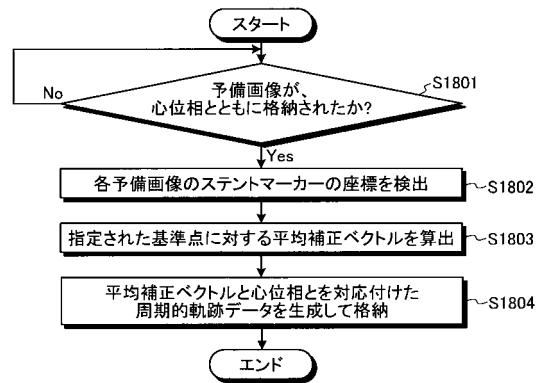 スタート
予備画像が、
心位相とともに格納されたか?
S1801
No
Yes
各予備画像のステントマーカーの座標を検出
S1802
指定された基準点に対する平均補正ベクトルを算出
S1803
平均補正ベクトルと心位相とを対応付けた
周期的軌跡データを生成して格納
S1804
エンド